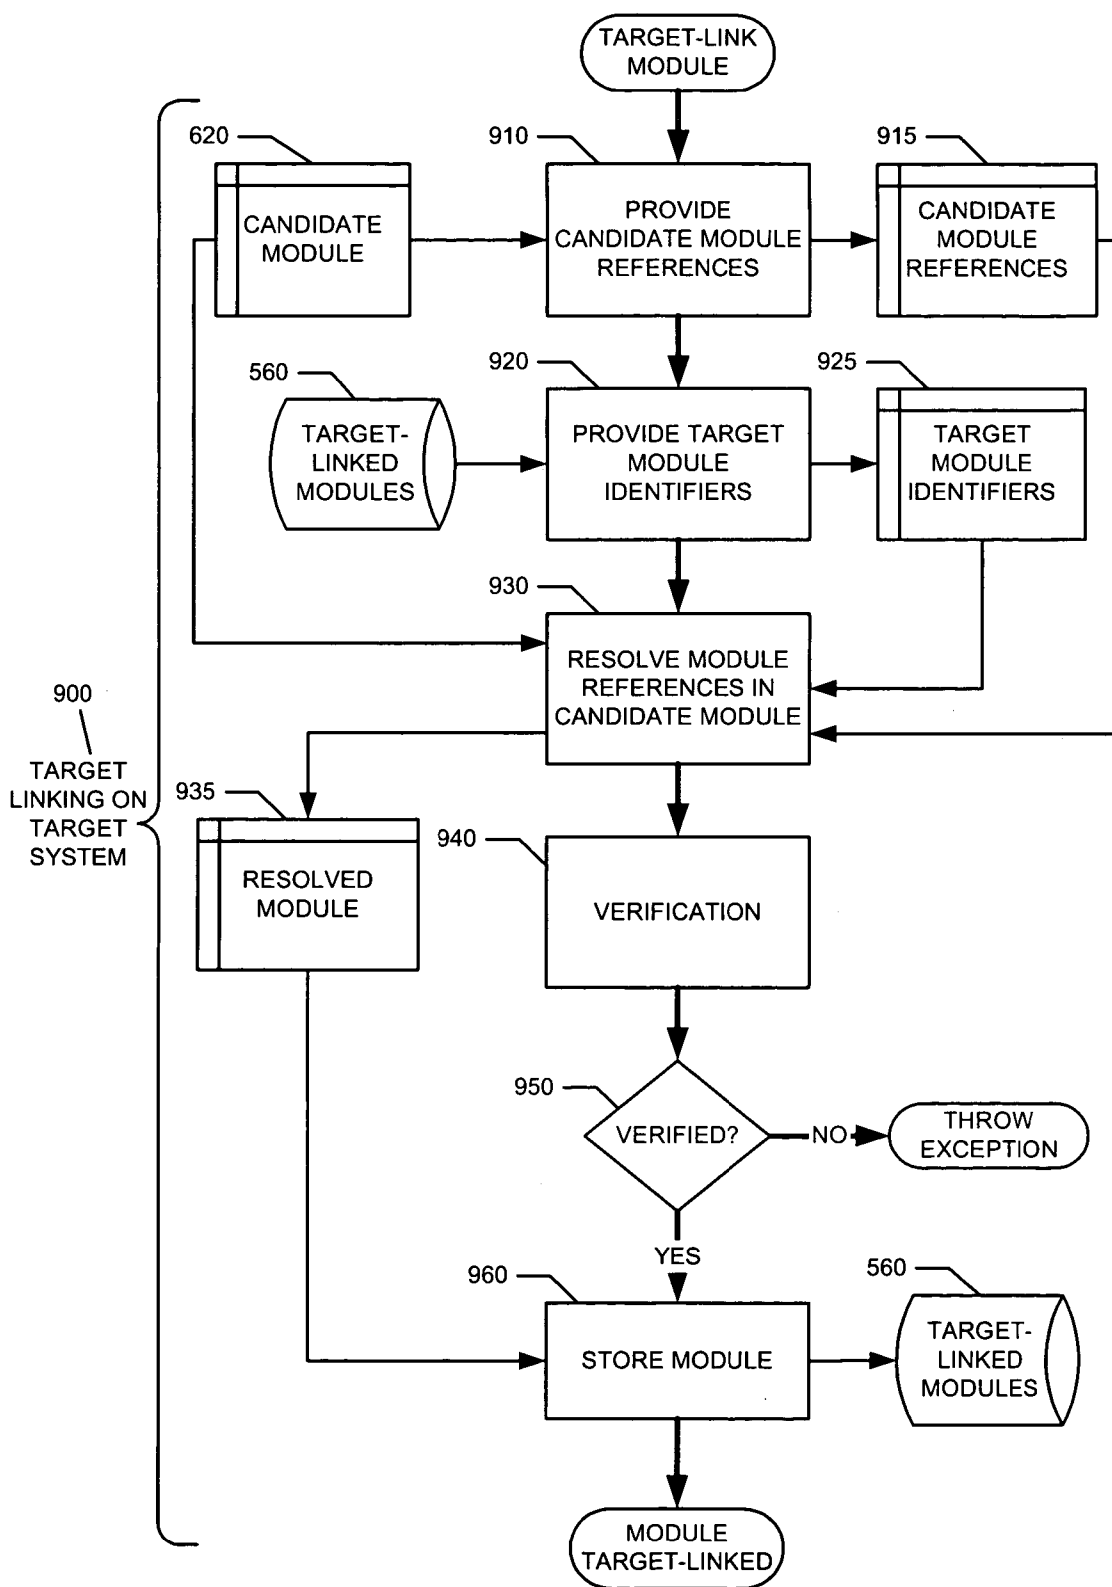 TARGET-LINK
MODULE
620
910
915
CANDIDATE
MODULE
PROVIDE
CANDIDATE MODULE
REFERENCES
CANDIDATE
MODULE
REFERENCES
560
920
925
TARGET-
LINKED
MODULES
PROVIDE TARGET
MODULE
IDENTIFIERS
TARGET
MODULE
IDENTIFIERS
930
RESOLVE MODULE
REFERENCES IN
CANDIDATE MODULE
900
TARGET
LINKING ON
TARGET
SYSTEM
935
RESOLVED
MODULE
940
VERIFICATION
950
VERIFIED?
NO
THROW
EXCEPTION
YES
960
STORE MODULE
560
TARGET-
LINKED
MODULES
MODULE
TARGET-LINKED